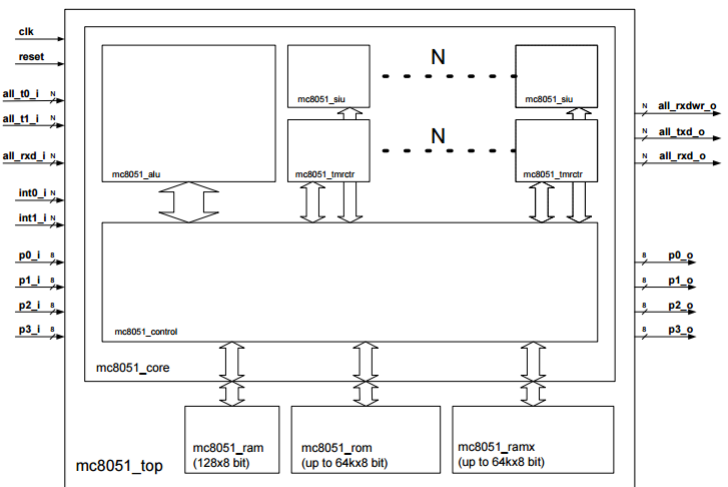 clk
reset
all_t0_i N
all_t1_i N
all_rxd_i N
int0_i N
int1_i N
p0_i 8
p1_i 8
p2_i 8
p3_i 8
mc8051_alu
mc8051_siu
N
mc8051_siu
mc8051_tmrctr
N
mc8051_tmrctr
N all_rxdwr_o
N all_txd_o
N all_rxd_o
8 p0_o
8 p1_o
8 p2_o
8 p3_o
mc8051_control
mc8051_core
mc8051_ram
(128x8 bit)
mc8051_rom
(up to 64kx8 bit)
mc8051_ramx
(up to 64kx8 bit)
mc8051_top